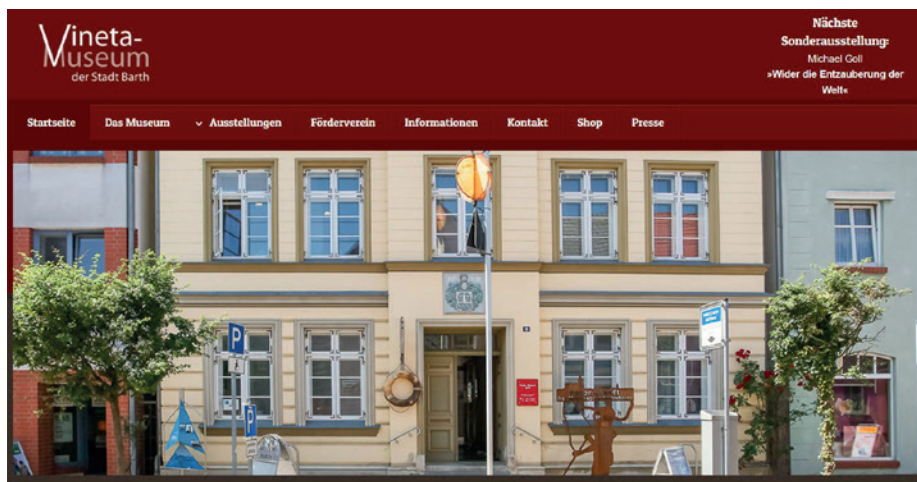 Vineta-
Museum
der Stadt Barth
Nächste
Sonderausstellung:
Michael Goll
»Wider die Entzauberung der
Welt«
Startseite Das Museum Ausstellungen Förderverein Informationen Kontakt Shop Presse
P
P